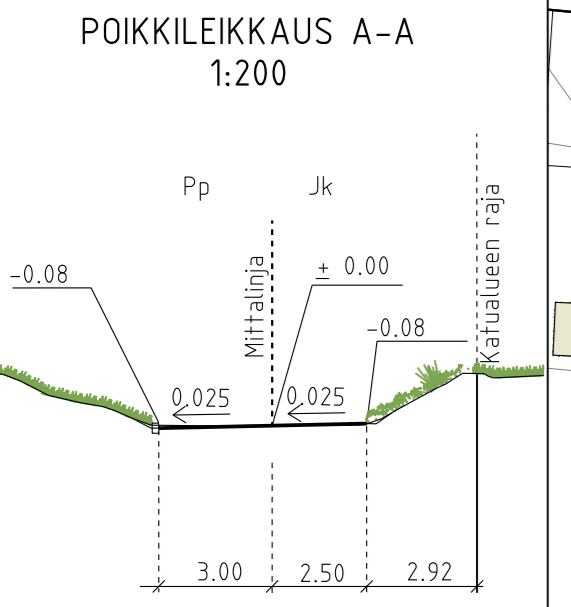 POIKKILEIKKAUS A-A
1:200
Pp
Jk
Katualueen raja
Mittalinja
-0.08
± 0.00
-0.08
0.025
0.025
3.00
2.50
2.92